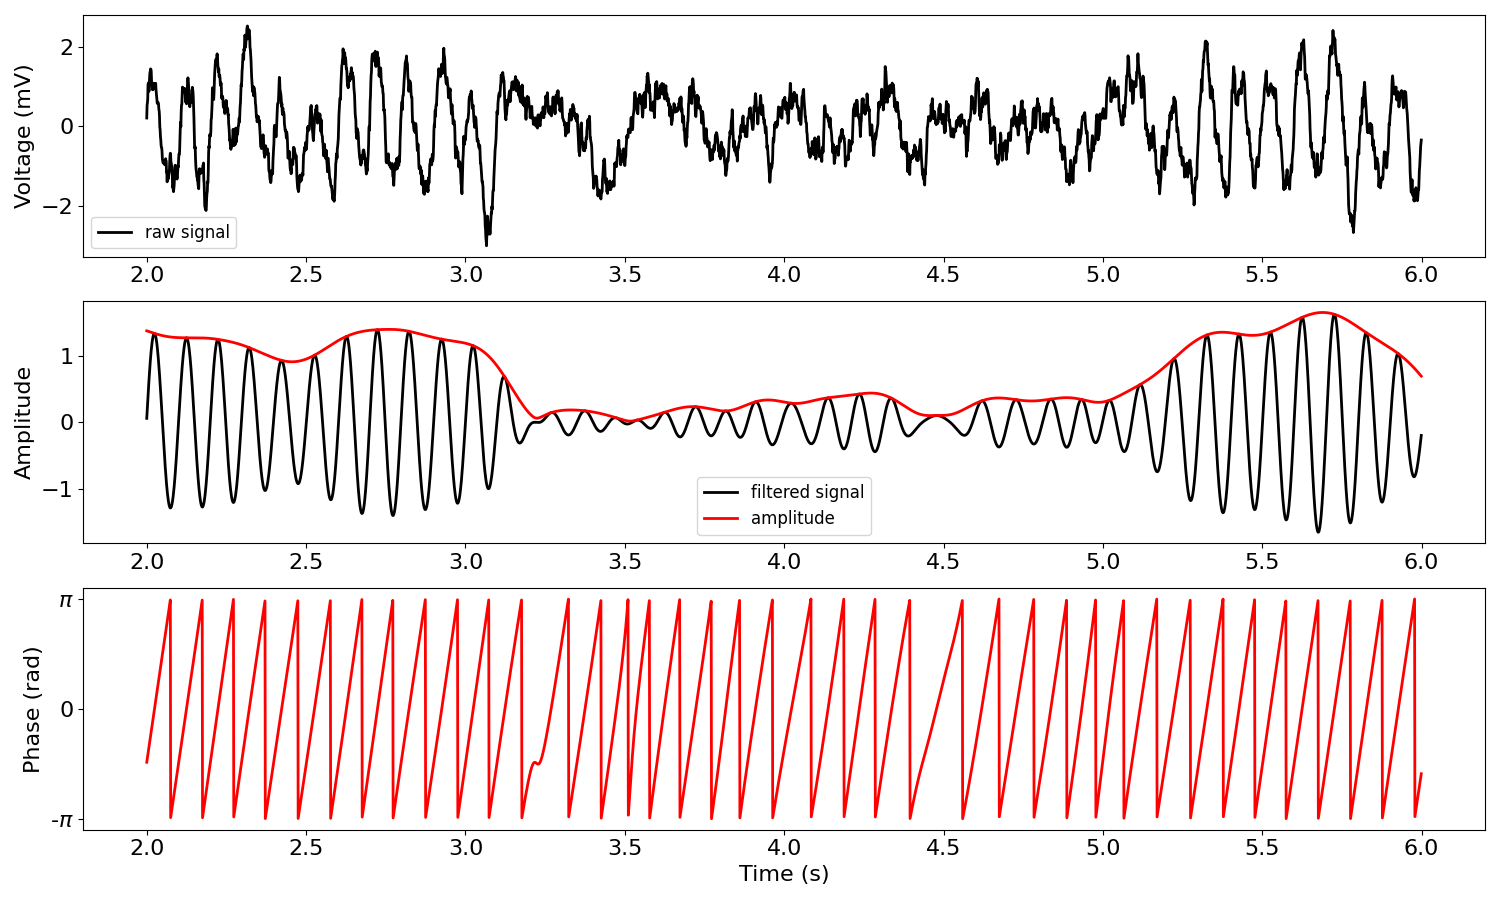 Voltage (mV)
2
0
−2
raw signal
2.0 2.5 3.0 3.5 4.0 4.5 5.0 5.5 6.0
Amplitude
1
0
−1
filtered signal
amplitude
2.0 2.5 3.0 3.5 4.0 4.5 5.0 5.5 6.0
Phase (rad)
π
0
-π
2.0 2.5 3.0 3.5 4.0 4.5 5.0 5.5 6.0
Time (s)